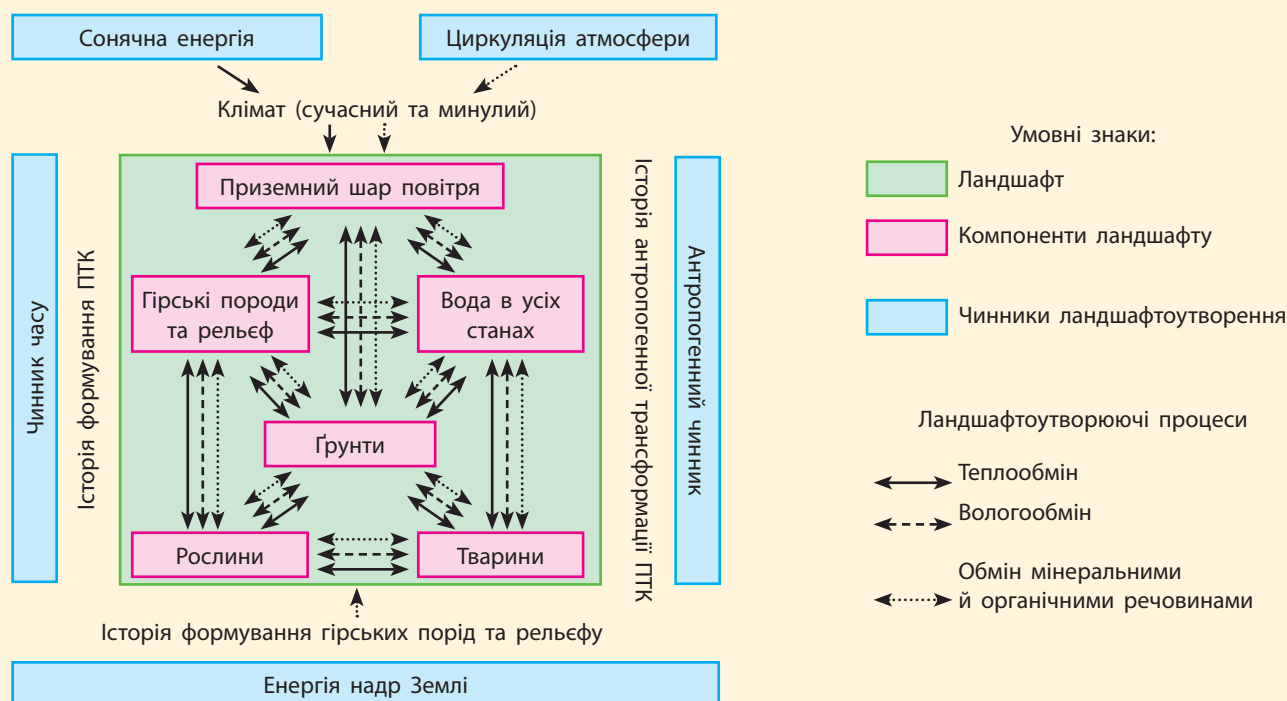 Сонячна енергія
Циркуляція атмосфери
Клімат (сучасний та минулий)
Чинник часу
Історія формування ПТК
Приземний шар повітря
Гірські породи
та рельєф
Вода в усіх
станах
Ґрунти
Рослини
Тварини
Історія антропогенної трансформації ПТК
Антропогенний чинник
Історія формування гірських порід та рельєфу
Енергія надр Землі
Умовні знаки:
Ландшафт
Компоненти ландшафту
Чинники ландшафтоутворення
Ландшафтоутворюючі процеси
Теплообмін
Вологообмін
Обмін мінеральними
й органічними речовинами